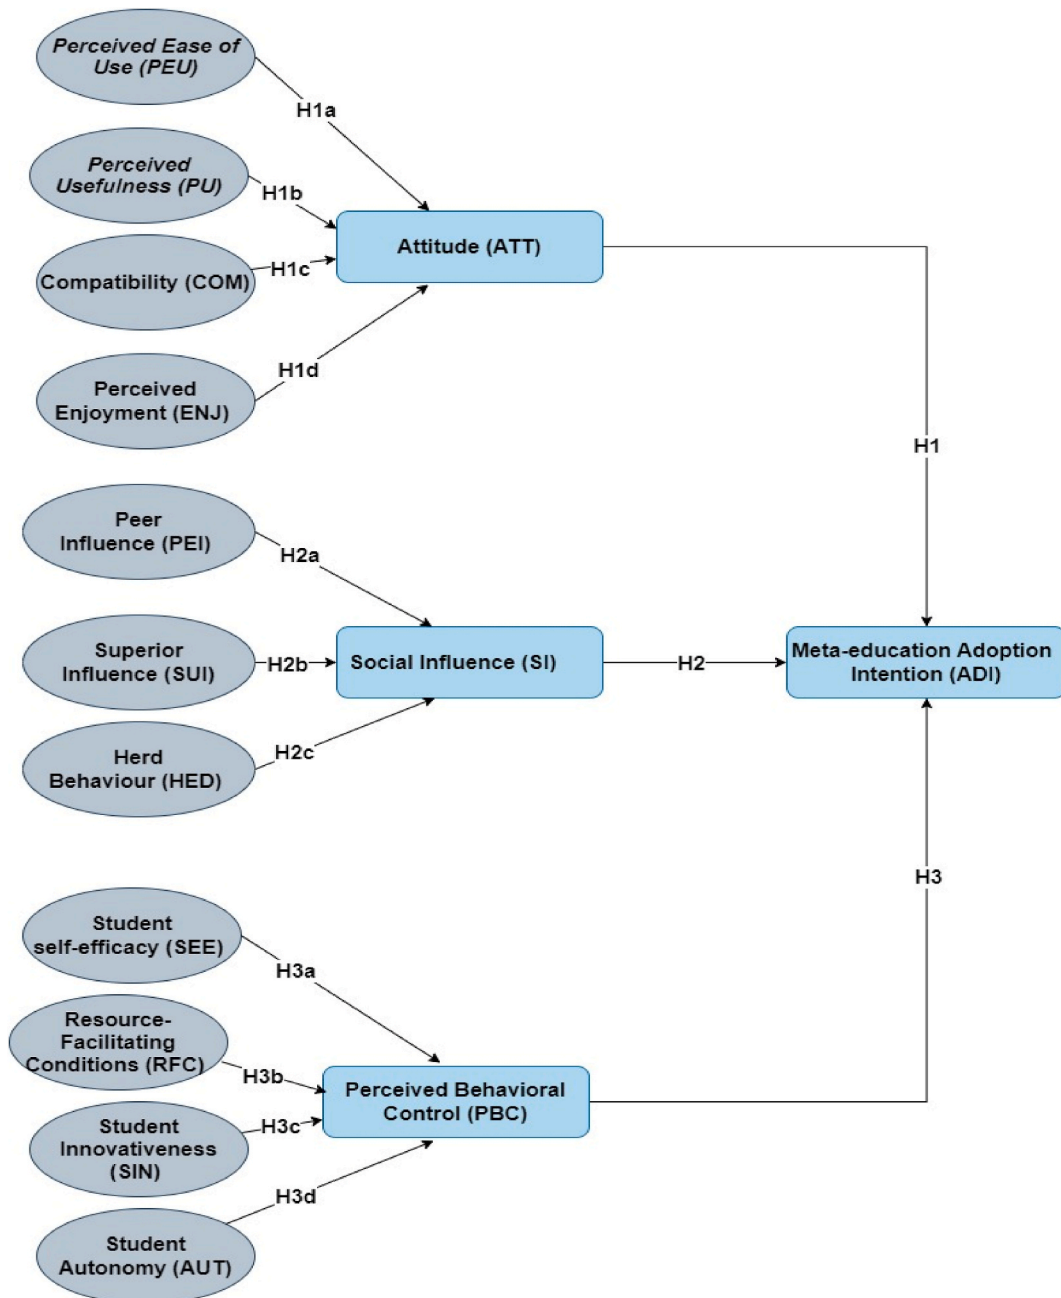 Perceived Ease of
Use (PEU)
H1a
Perceived
Usefulness (PU)
H1b
Attitude (ATT)
Compatibility (COM)
H1c
Perceived
Enjoyment (ENJ)
H1d
H1
Peer
Influence (PEI)
H2a
Superior
Influence (SUI)
H2b
Social Influence (SI)
H2
Meta-education Adoption
Intention (ADI)
Herd
Behaviour (HED)
H2c
H3
Student
self-efficacy (SEE)
H3a
Resource-
Facilitating
Conditions (RFC)
H3b
Perceived Behavioral
Control (PBC)
Student
Innovativeness
(SIN)
H3c
H3d
Student
Autonomy (AUT)